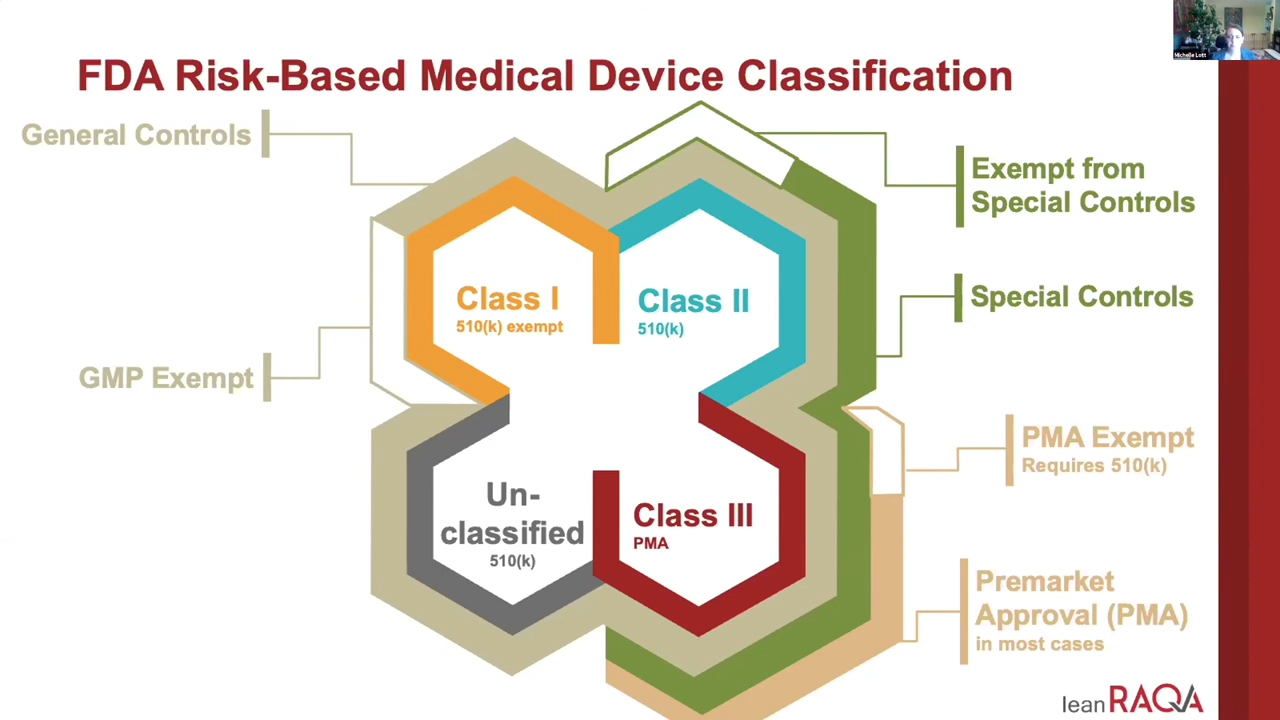 Michelle Lott
FDA Risk-Based Medical Device Classification
General Controls
GMP Exempt
Class I
510(k) exempt
Class II
510(k)
Un-
classified
510(k)
Class III
PMA
Exempt from
Special Controls
Special Controls
PMA Exempt
Requires 510(k)
Premarket
Approval (PMA)
in most cases
leanRAQA